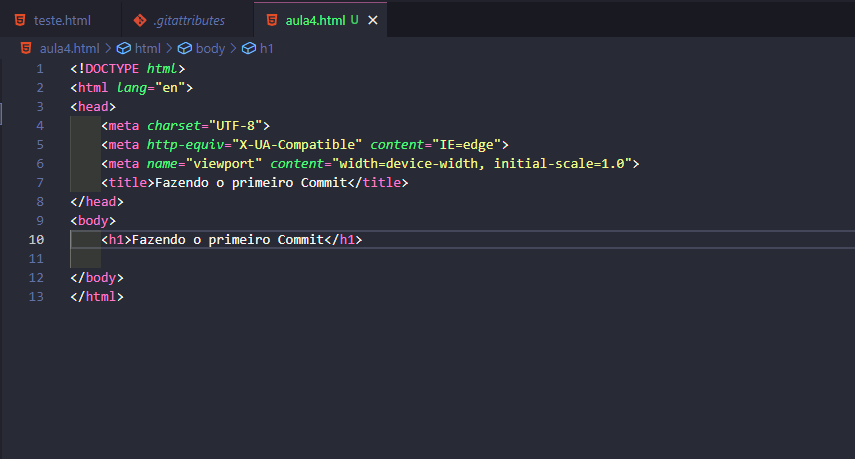 teste.html .gitattributes aula4.html U
aula4.html > html > body > h1
1 <!DOCTYPE html>
2 <html lang="en">
3 <head>
4     <meta charset="UTF-8">
5     <meta http-equiv="X-UA-Compatible" content="IE=edge">
6     <meta name="viewport" content="width=device-width, initial-scale=1.0">
7     <title>Fazendo o primeiro Commit</title>
8 </head>
9 <body>
10     <h1>Fazendo o primeiro Commit</h1>
11
12 </body>
13 </html>